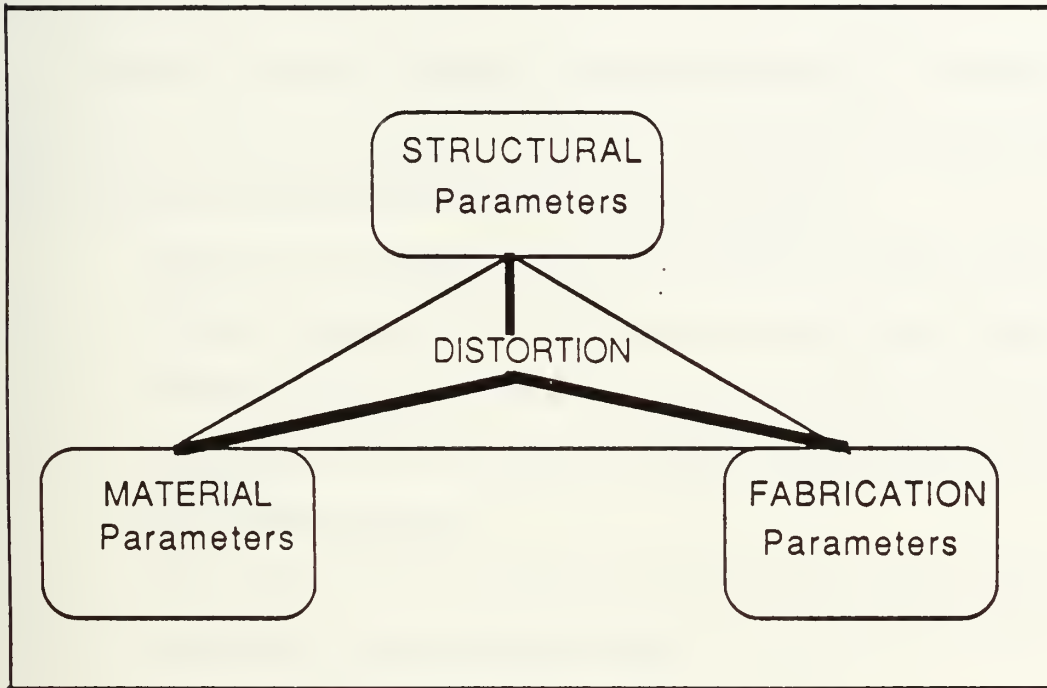 STRUCTURAL
Parameters
DISTORTION
MATERIAL
Parameters
FABRICATION
Parameters